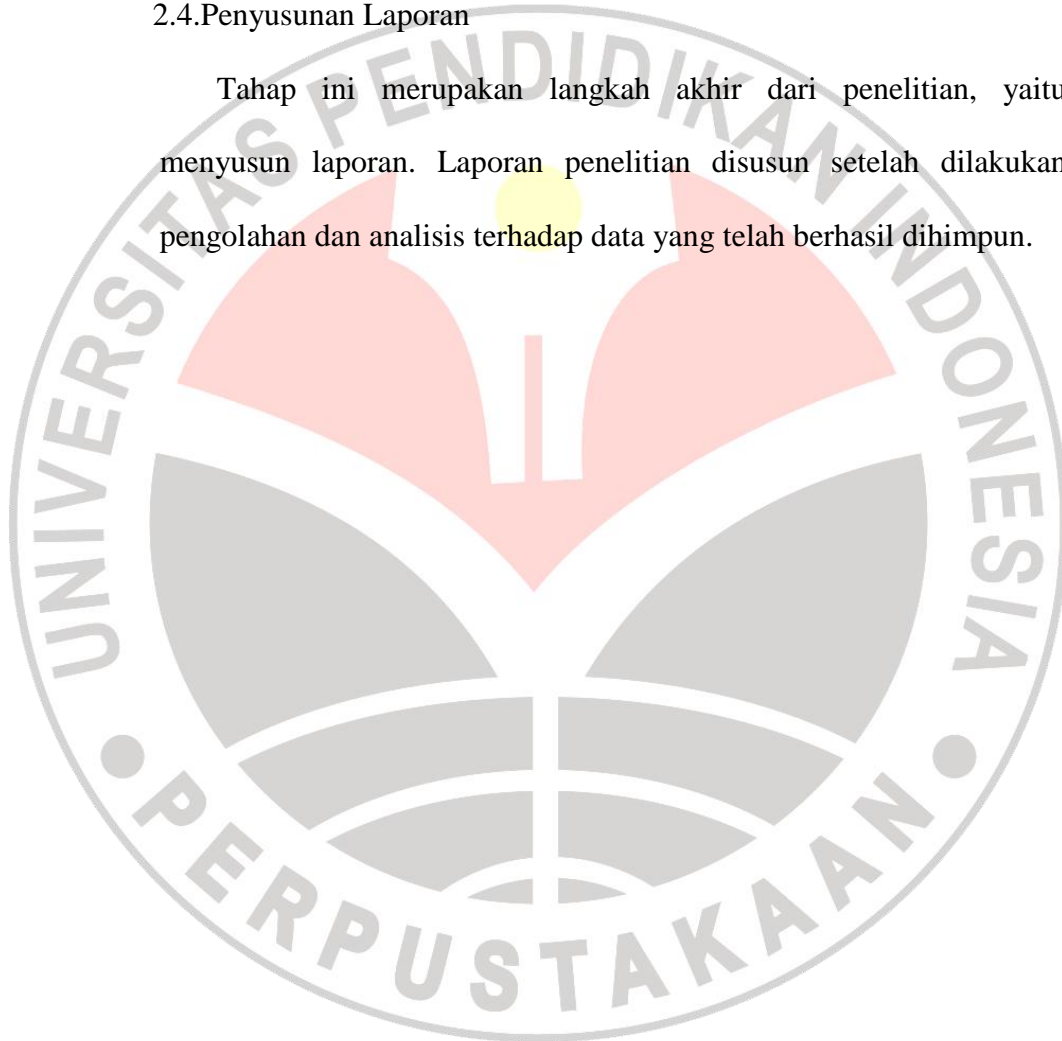 2.4.Penyusunan Laporan
Tahap ini merupakan langkah akhir dari penelitian, yaitu
menyusun laporan. Laporan penelitian disusun setelah dilakukan
pengolahan dan analisis terhadap data yang telah berhasil dihimpun.
UNIVERSITAS PENDIDIKAN INDONESIA
PERPUSTAKAAN